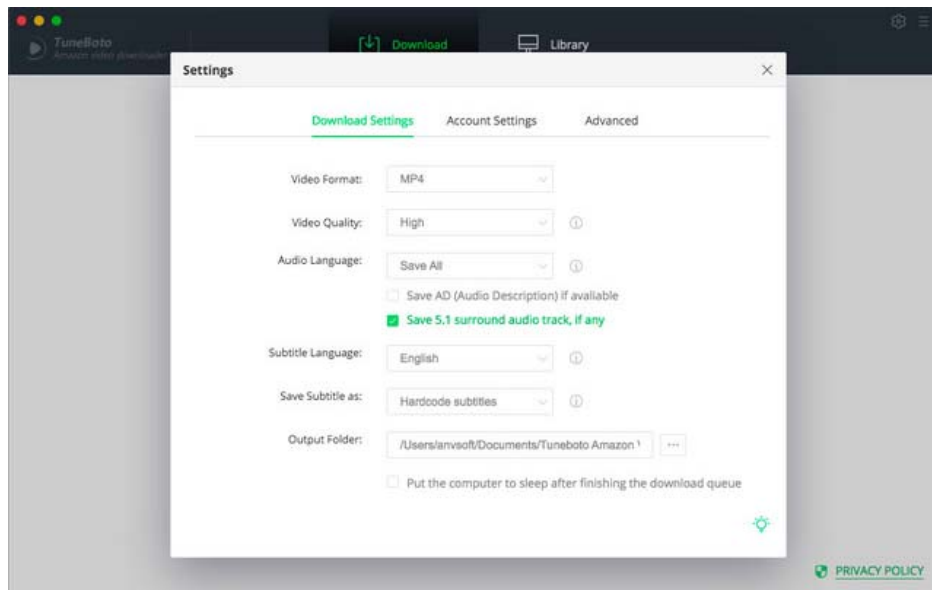 TuneBoto
Amazon video downloader
Download
Library
Settings
Download Settings
Account Settings
Advanced
Video Format:
MP4
Video Quality:
High
Audio Language:
Save All
Save AD (Audio Description) if available
Save 5.1 surround audio track, if any
Subtitle Language:
English
Save Subtitle as:
Hardcode subtitles
Output Folder:
/Users/anvsoft/Documents/Tuneboto Amazon
Put the computer to sleep after finishing the download queue
PRIVACY POLICY